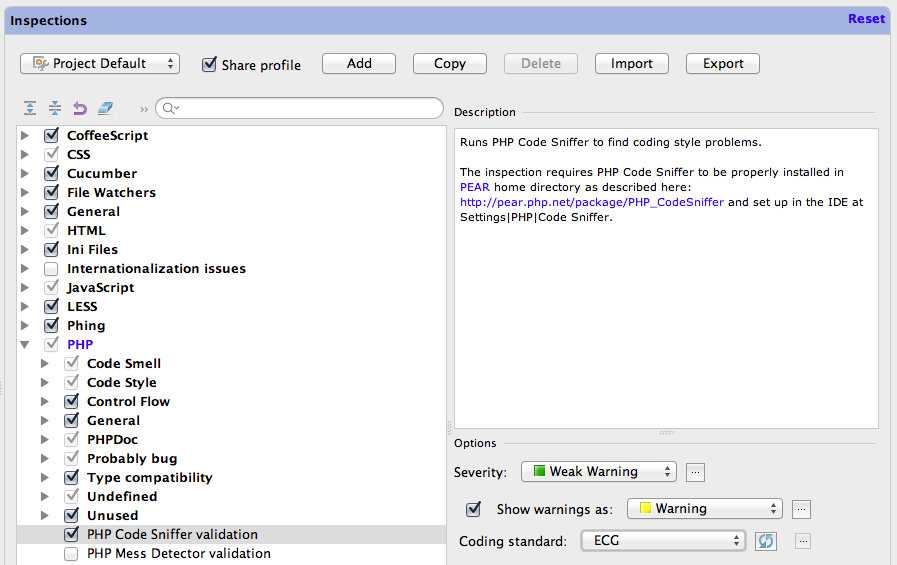 Inspections
Reset
Project Default
Share profile
Add
Copy
Delete
Import
Export
CoffeeScript
CSS
Cucumber
File Watchers
General
HTML
Ini Files
Internationalization issues
JavaScript
LESS
Phing
PHP
Code Smell
Code Style
Control Flow
General
PHPDoc
Probably bug
Type compatibility
Undefined
Unused
PHP Code Sniffer validation
PHP Mess Detector validation
Description
Runs PHP Code Sniffer to find coding style problems.
The inspection requires PHP Code Sniffer to be properly installed in
PEAR home directory as described here:
http://pear.php.net/package/PHP_CodeSniffer and set up in the IDE at
Settings|PHP|Code Sniffer.
Options
Severity: Weak Warning ...
Show warnings as: Warning ...
Coding standard: ECG ...